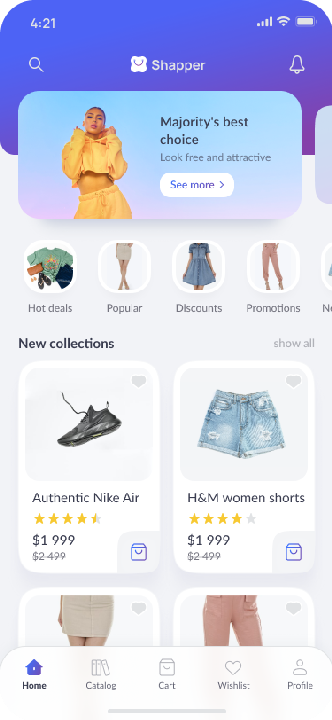 4:21
Shapper
Majority's best
choice
Look free and attractive
See more
Hot deals
Popular
Discounts
Promotions
New collections
show all
Authentic Nike Air
H&M women shorts
$1 999
$1 999
$2 499
$2 499
Home
Catalog
Cart
Wishlist
Profile